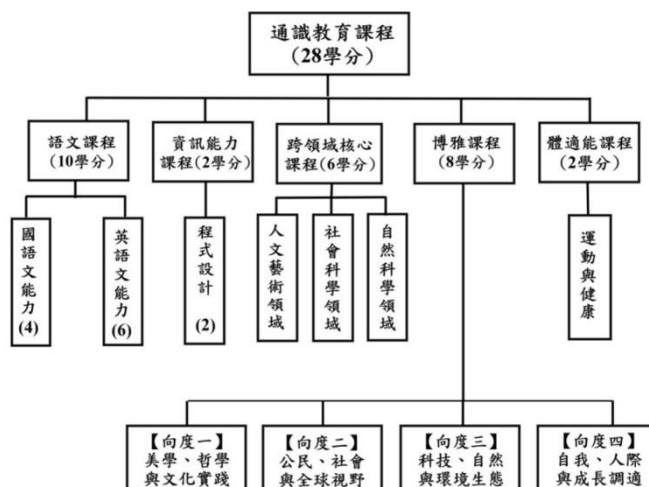 通識教育課程
(28學分)
語文課程
(10學分)
資訊能力
課程(2學分)
跨領域核心
課程(6學分)
博雅課程
(8學分)
體適能課程
(2學分)
國語文能力(4)
英語文能力(6)
程式設計(2)
人文藝術領域
社會科學領域
自然科學領域
運動與健康
【向度一】
美學、哲學
與文化實踐
【向度二】
公民、社會
與全球視野
【向度三】
科技、自然
與環境生態
【向度四】
自我、人際
與成長調適